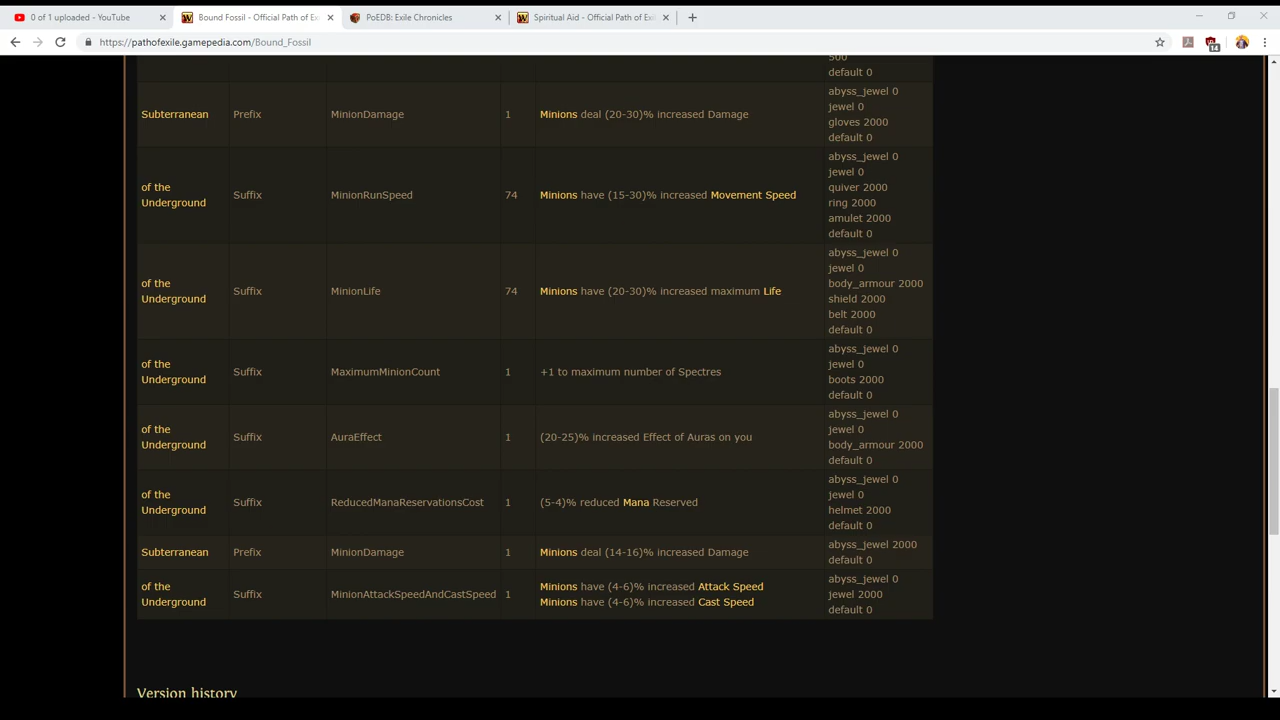 0 of 1 uploaded - YouTube
Bound Fossil - Official Path of Ex
PoEDB: Exile Chronicles
Spiritual Aid - Official Path of Exil
https://pathofexile.gamepedia.com/Bound_Fossil
14
500
default 0
Subterranean Prefix MinionDamage 1 Minions deal (20-30)% increased Damage
abyss_jewel 0
jewel 0
gloves 2000
default 0
of the
Underground
Suffix MinionRunSpeed 74 Minions have (15-30)% increased Movement Speed
abyss_jewel 0
jewel 0
quiver 2000
ring 2000
amulet 2000
default 0
of the
Underground
Suffix MinionLife 74 Minions have (20-30)% increased maximum Life
abyss_jewel 0
jewel 0
body_armour 2000
shield 2000
belt 2000
default 0
of the
Underground
Suffix MaximumMinionCount 1 +1 to maximum number of Spectres
abyss_jewel 0
jewel 0
boots 2000
default 0
of the
Underground
Suffix AuraEffect 1 (20-25)% increased Effect of Auras on you
abyss_jewel 0
jewel 0
body_armour 2000
default 0
of the
Underground
Suffix ReducedManaReservationsCost 1 (5-4)% reduced Mana Reserved
abyss_jewel 0
jewel 0
helmet 2000
default 0
Subterranean Prefix MinionDamage 1 Minions deal (14-16)% increased Damage
abyss_jewel 2000
default 0
of the
Underground
Suffix MinionAttackSpeedAndCastSpeed 1
Minions have (4-6)% increased Attack Speed
Minions have (4-6)% increased Cast Speed
abyss_jewel 0
jewel 2000
default 0
Version history